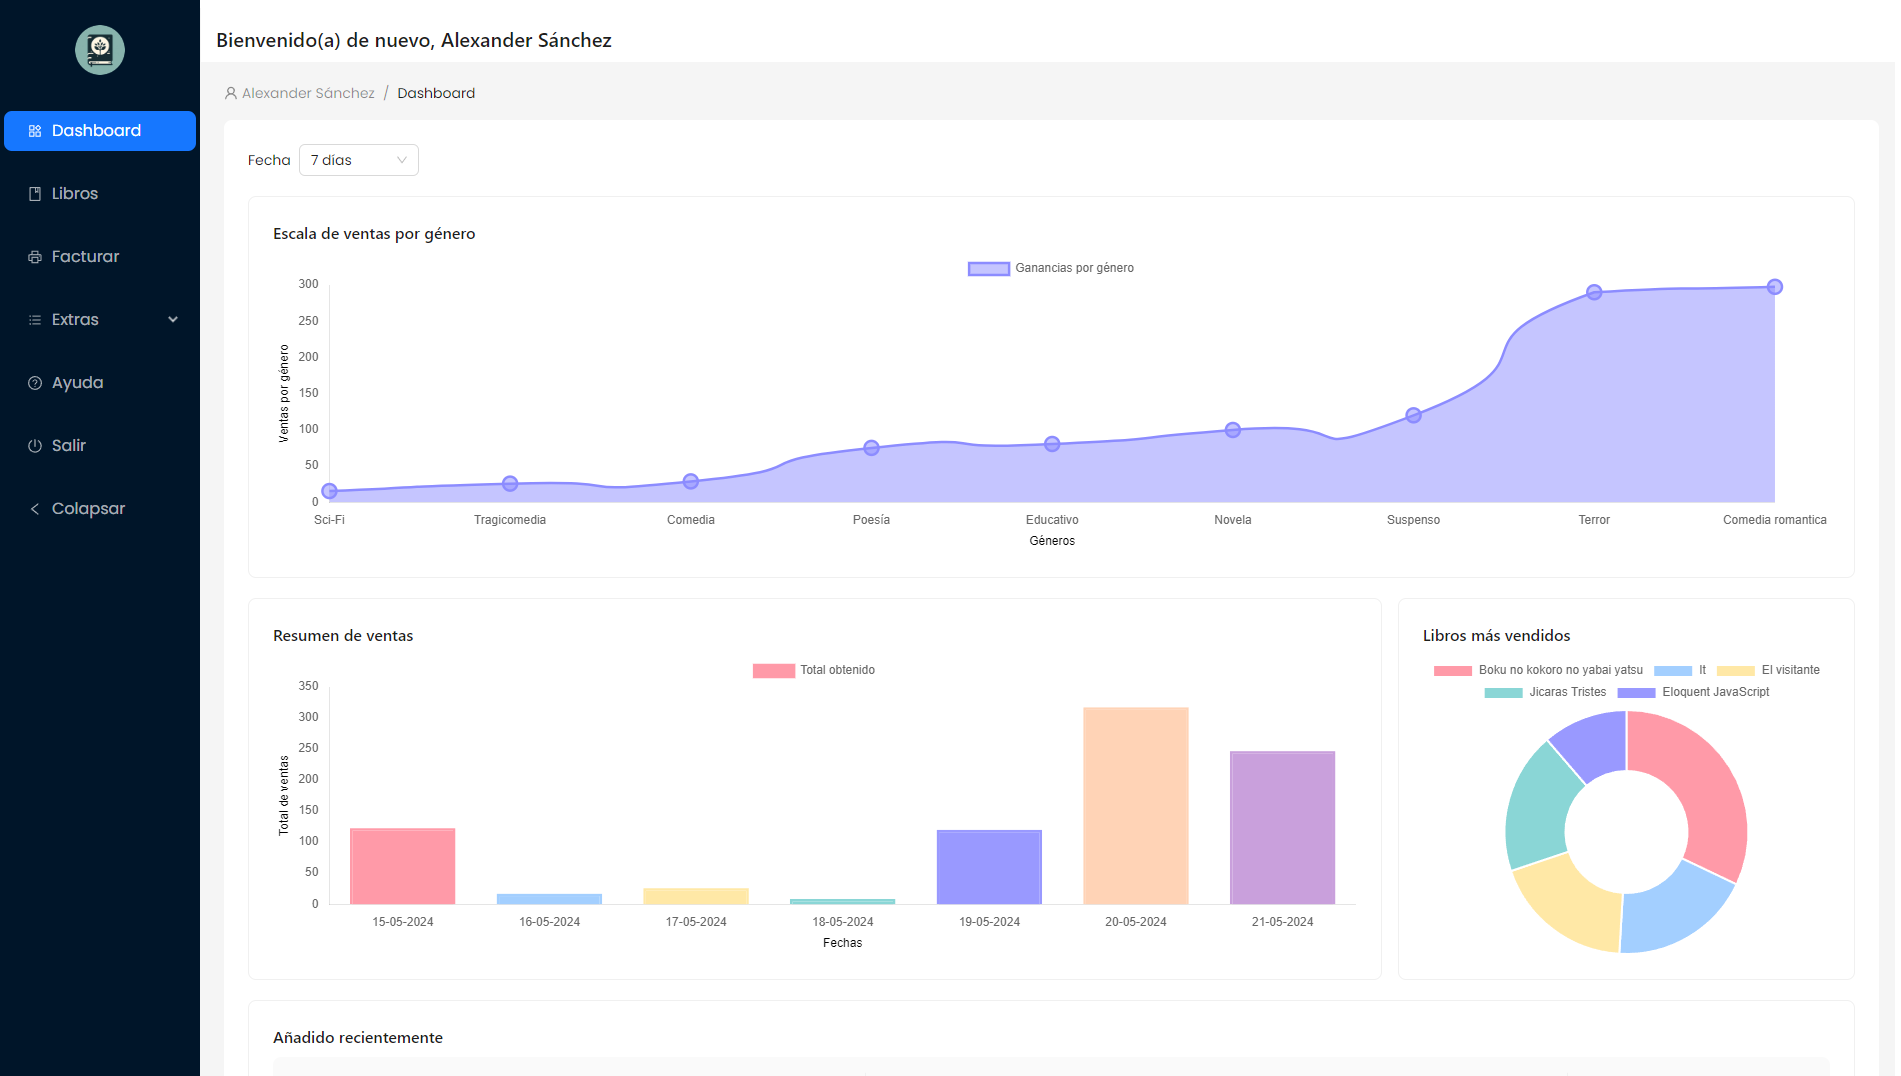 Bienvenido(a) de nuevo, Alexander Sánchez
Alexander Sánchez / Dashboard
Dashboard
Libros
Facturar
Extras
Ayuda
Salir
Colapsar
Fecha 7 días
Escala de ventas por género
Ganancias por género
300
250
200
150
100
50
0
Ventas por género
Sci-Fi Tragicomedia Comedia Poesía Educativo Novela Suspenso Terror Comedia romantica
Géneros
Resumen de ventas
Total obtenido
350
300
250
200
150
100
50
0
Total de ventas
15-05-2024 16-05-2024 17-05-2024 18-05-2024 19-05-2024 20-05-2024 21-05-2024
Fechas
Libros más vendidos
Boku no kokoro no yabai yatsu It El visitante
Jicaras Tristes Eloquent JavaScript
Añadido recientemente